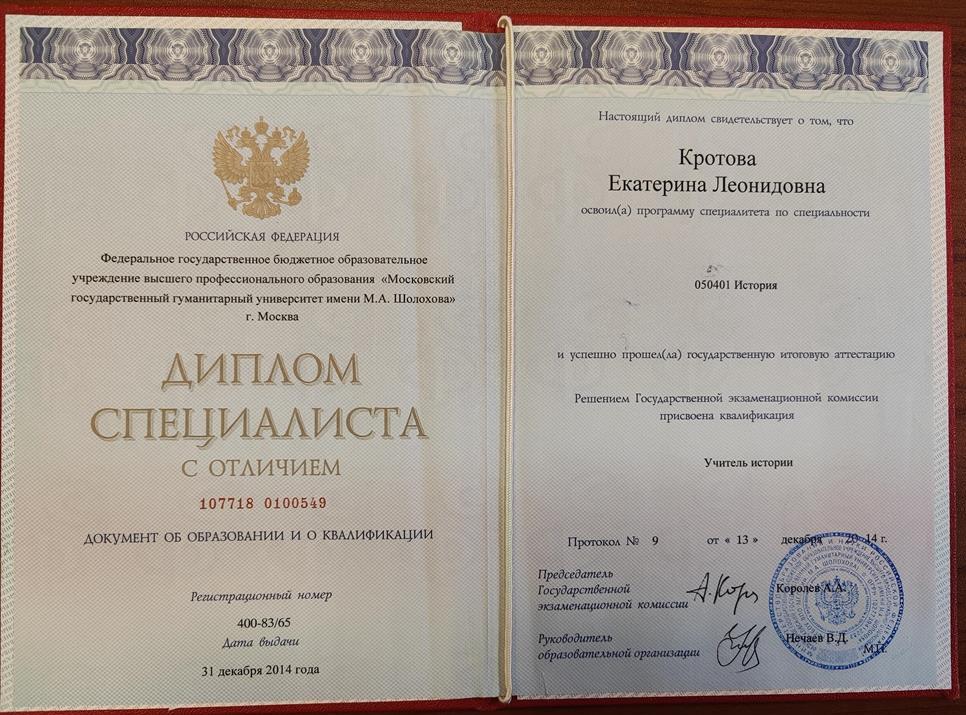 РОССИЙСКАЯ ФЕДЕРАЦИЯ
Федеральное государственное бюджетное образовательное
учреждение высшего профессионального образования «Московский
государственный гуманитарный университет имени М.А. Шолохова»
г. Москва
ДИПЛОМ
СПЕЦИАЛИСТА
С ОТЛИЧИЕМ
107718 0100549
ДОКУМЕНТ ОБ ОБРАЗОВАНИИ И О КВАЛИФИКАЦИИ
Регистрационный номер
400-83/65
Дата выдачи
31 декабря 2014 года
Настоящий диплом свидетельствует о том, что
Кротова
Екатерина Леонидовна
освоил(а) программу специалитета по специальности
050401 История
и успешно прошел(ла) государственную итоговую аттестацию
Решением Государственной экзаменационной комиссии
присвоена квалификация
Учитель истории
Протокол № 9 от « 13 » декабря 20 14 г.
Председатель
Государственной
экзаменационной комиссии
Королев А.А.
Руководитель
образовательной организации
Нечаев В.Д.
М.П.